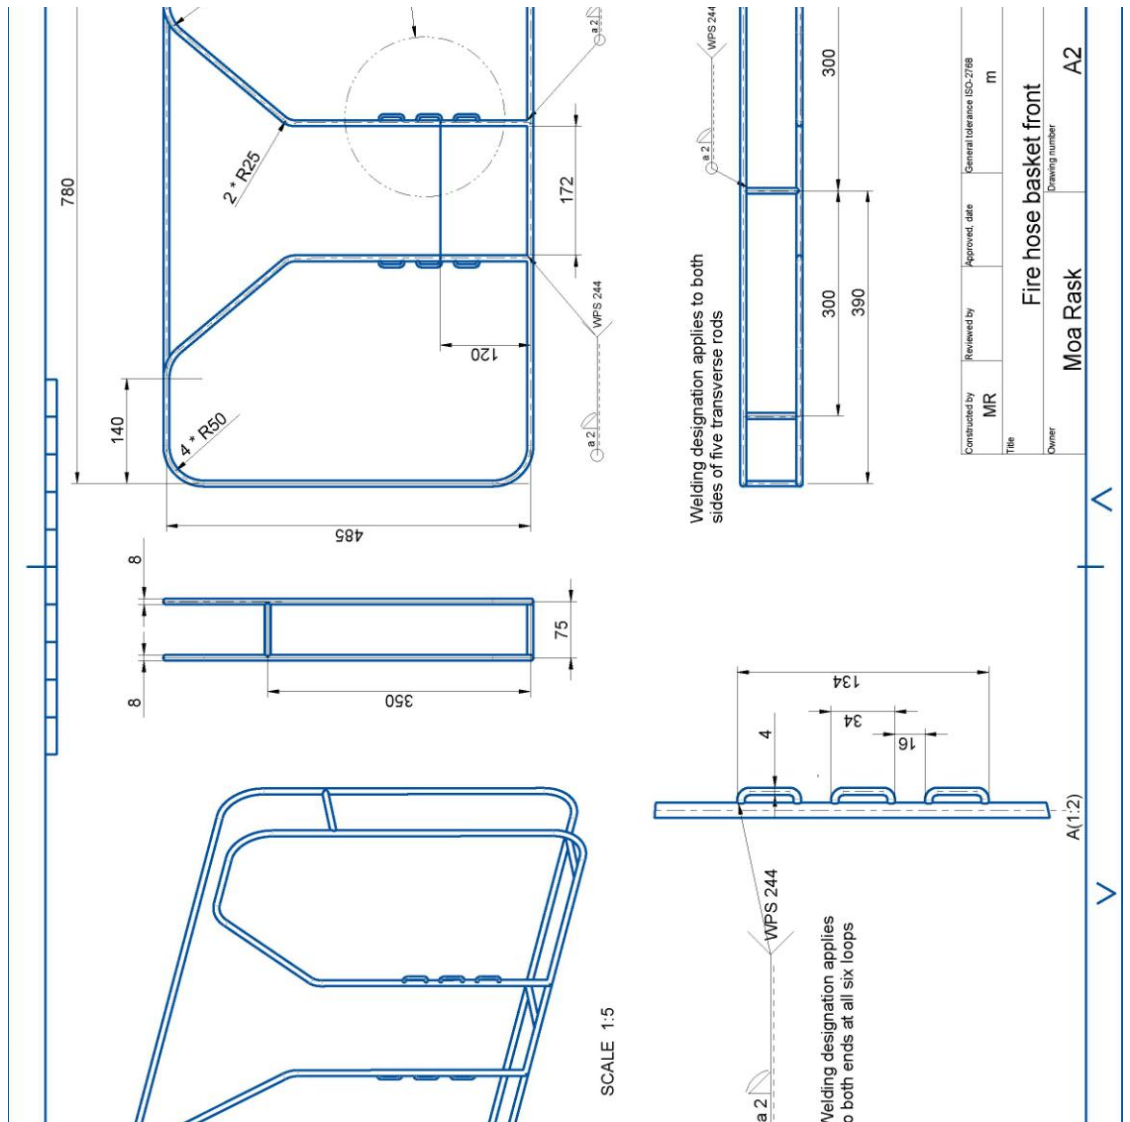 a 2
WPS 244
300
General tolerance ISO-2768
m
A2
Drawing number
Fire hose basket front
2 * R25
780
172
a 2
Approved, date
WPS 244
300
390
Welding designation applies to both
sides of five transverse rods
120
Reviewed by
Moa Rask
140
4 * R50
a 2
Constructed by
MR
Title
Owner
485
8
75
8
350
134
34
16
4
A(1:2)
WPS 244
Welding designation applies
o both ends at all six loops
SCALE 1:5
a 2